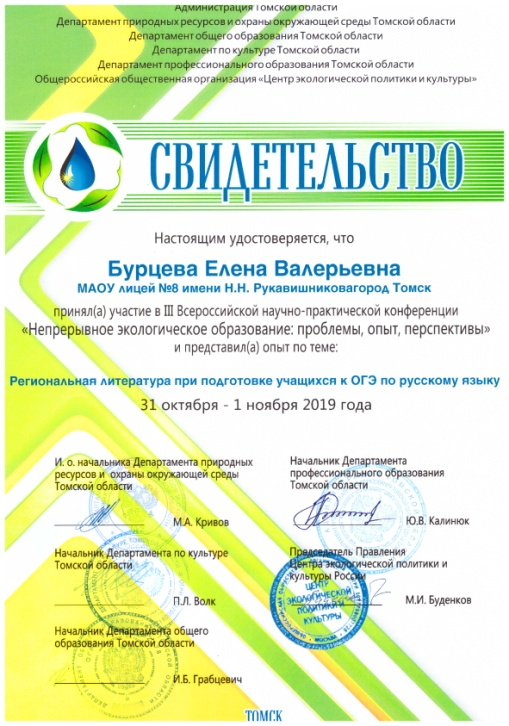 Администрация Томской области
Департамент природных ресурсов и охраны окружающей среды Томской области
Департамент общего образования Томской области
Департамент по культуре Томской области
Департамент профессионального образования Томской области
Общероссийская общественная организация «Центр экологической политики и культуры»
СВИДЕТЕЛЬСТВО
Настоящим удостоверяется, что
Бурцева Елена Валерьевна
МАОУ лицей №8 имени Н.Н. Рукавишниковагород Томск
принял(а) участие в III Всероссийской научно-практической конференции
«Непрерывное экологическое образование: проблемы, опыт, перспективы»
и представил(а) опыт по теме:
Региональная литература при подготовке учащихся к ОГЭ по русскому языку
31 октября - 1 ноября 2019 года
И. о. начальника Департамента природных
ресурсов и охраны окружающей среды
Томской области
М.А. Кривов
Начальник Департамента
профессионального образования
Томской области
Ю.В. Калинюк
Начальник Департамента по культуре
Томской области
П.Л. Волк
Председатель Правления
Центра экологической политики и
культуры России
М.И. Буденков
ЦЕНТР
ЭКОЛОГИЧЕСКОЙ
ПОЛИТИКИ И
КУЛЬТУРЫ
Начальник Департамента общего
образования Томской области
И.Б. Грабцевич
ТОМСК